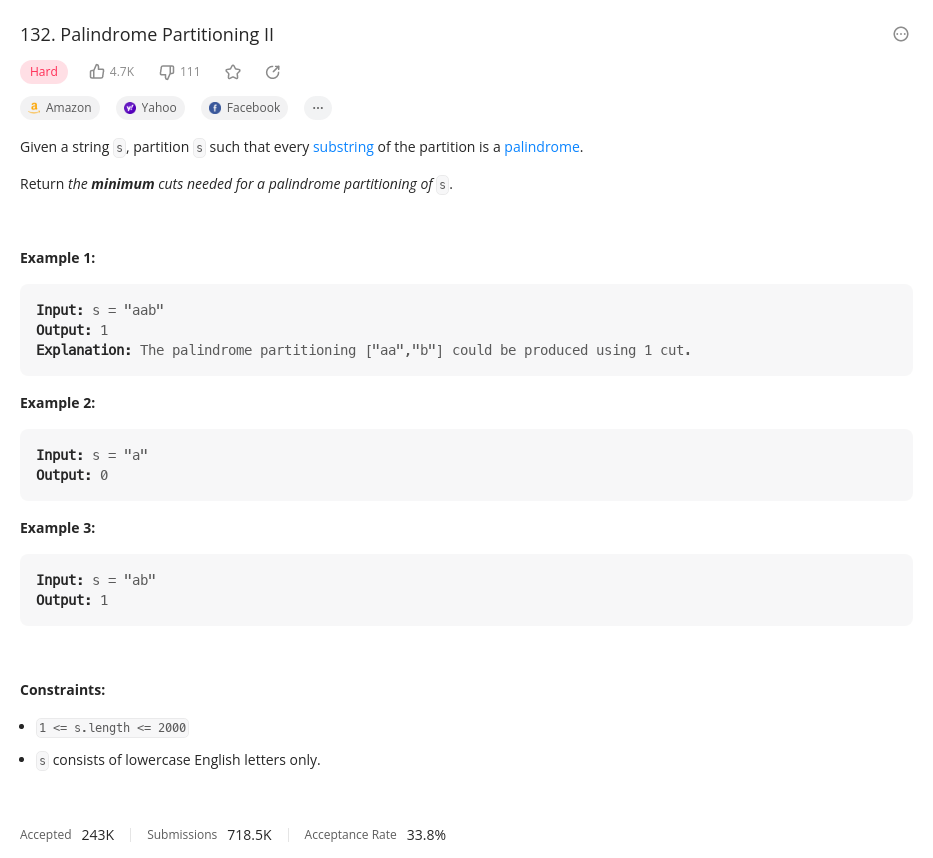 132. Palindrome Partitioning II
Hard 4.7K 111
Amazon Yahoo Facebook ...
Given a string s, partition s such that every substring of the partition is a palindrome.
Return the minimum cuts needed for a palindrome partitioning of s.
Example 1:
Input: s = "aab"
Output: 1
Explanation: The palindrome partitioning ["aa","b"] could be produced using 1 cut.
Example 2:
Input: s = "a"
Output: 0
Example 3:
Input: s = "ab"
Output: 1
Constraints:
• 1 <= s.length <= 2000
• s consists of lowercase English letters only.
Accepted 243K Submissions 718.5K Acceptance Rate 33.8%